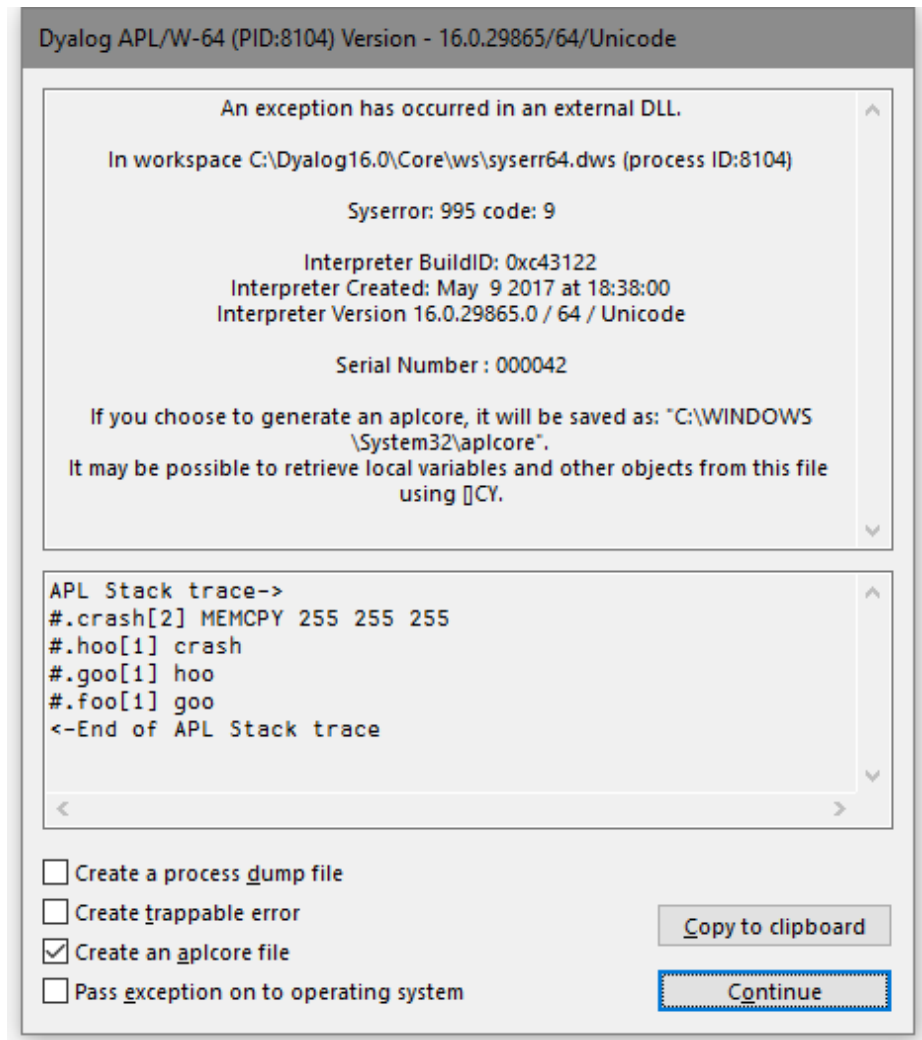 Dyalog APL/W-64 (PID:8104) Version - 16.0.29865/64/Unicode
An exception has occurred in an external DLL.
In workspace C:\Dyalog16.0\Core\ws\syserr64.dws (process ID:8104)
Syserror: 995 code: 9
Interpreter BuildID: 0xc43122
Interpreter Created: May  9 2017 at 18:38:00
Interpreter Version 16.0.29865.0 / 64 / Unicode
Serial Number : 000042
If you choose to generate an aplcore, it will be saved as: "C:\WINDOWS
\System32\aplcore".
It may be possible to retrieve local variables and other objects from this file
using ⎕CY.
APL Stack trace->
#.crash[2] MEMCPY 255 255 255
#.hoo[1] crash
#.goo[1] hoo
#.foo[1] goo
<-End of APL Stack trace
Create a process dump file
Create trappable error
Copy to clipboard
Create an aplcore file
Pass exception on to operating system
Continue